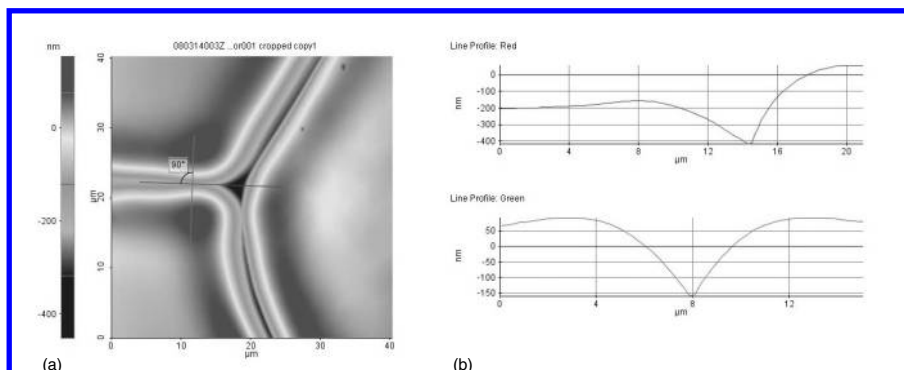 080314003Z ...or001 cropped copy1
nm
0
-200
-400
40
30
20
10
0
µm
90°
0 10 20 30 40
µm
(a)
Line Profile: Red
nm
0
-100
-200
-300
-400
0 4 8 12 16 20
µm
Line Profile: Green
nm
50
0
-50
-100
-150
0 4 8 12
µm
(b)